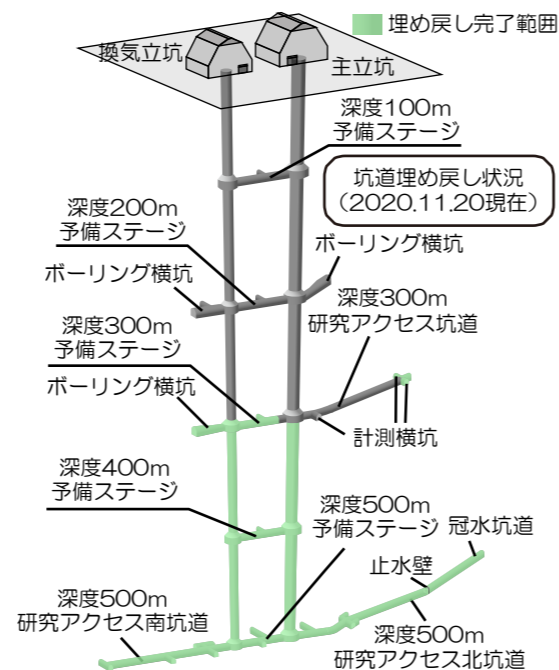 埋め戻し完了範囲
換気立坑
主立坑
深度100m
予備ステージ
坑道埋め戻し状況
（2020.11.20現在）
深度200m
予備ステージ
ボーリング横坑
ボーリング横坑
深度300m
研究アクセス坑道
深度300m
予備ステージ
ボーリング横坑
計測横坑
深度400m
予備ステージ
深度500m
予備ステージ
冠水坑道
止水壁
深度500m
研究アクセス南坑道
深度500m
研究アクセス北坑道